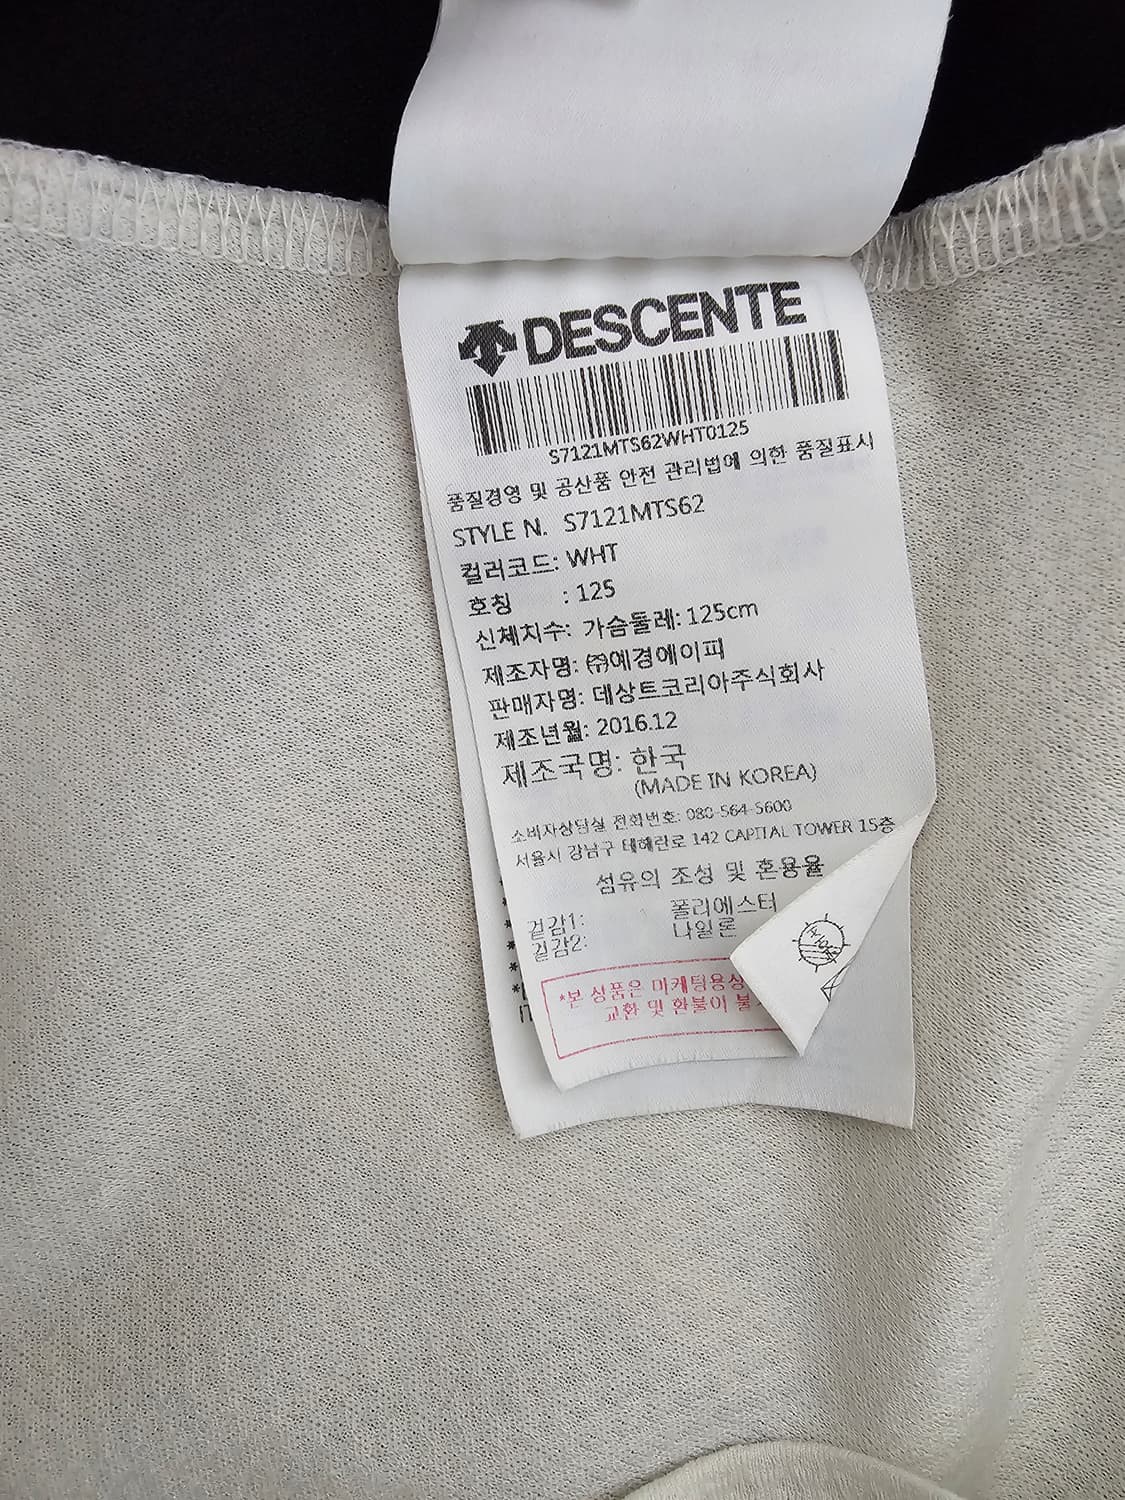 DESCENTE
S7121MTS62WHT0125
품질경영 및 공산품 안전 관리법에 의한 품질표시
STYLE N. S7121MTS62
컬러코드: WHT
호칭 : 125
신체치수: 가슴둘레: 125cm
제조자명: ㈜예경에이피
판매자명: 데상트코리아주식회사
제조년월: 2016.12
제조국명: 한국
(MADE IN KOREA)
소비자상담실 전화번호: 080-564-5600
서울시 강남구 테헤란로 142 CAPITAL TOWER 15층
섬유의 조성 및 혼용율
겉감1: 폴리에스터
겉감2: 나일론
*본 상품은 마케팅용상
교환 및 환불이 불